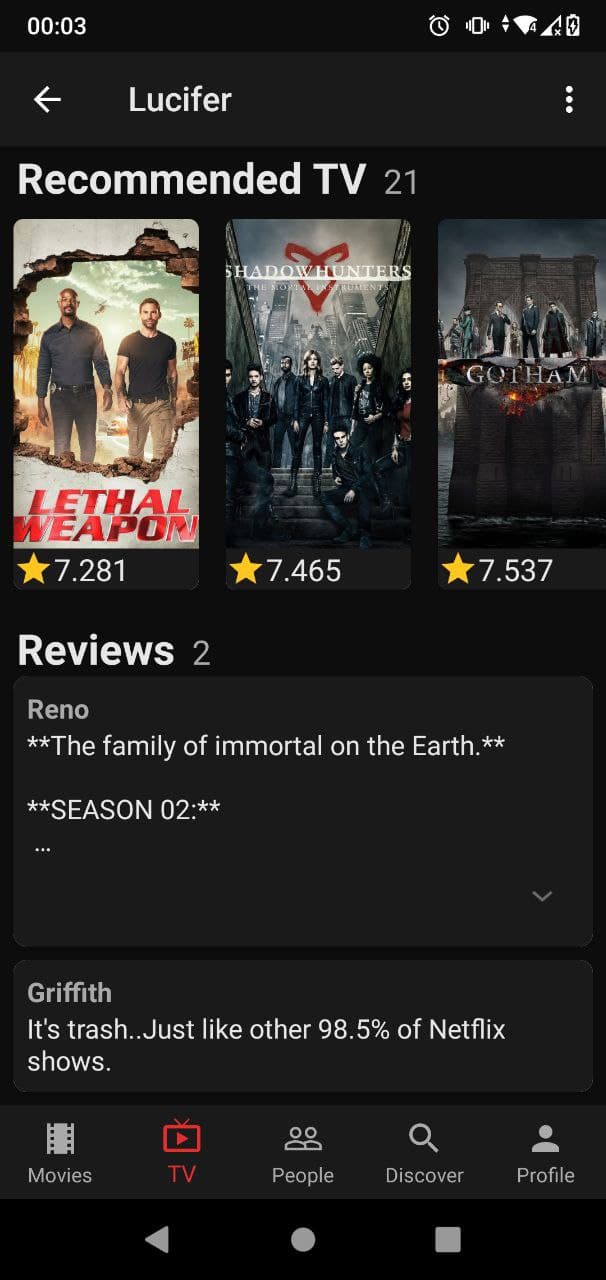 00:03
Lucifer
Recommended TV 21
LETHAL
WEAPON
SHADOWHUNTERS
THE MORTAL INSTRUMENTS
GOTHAM
7.281
7.465
7.537
Reviews 2
Reno
**The family of immortal on the Earth.**
**SEASON 02:**
...
Griffith
It's trash..Just like other 98.5% of Netflix
shows.
Movies
TV
People
Discover
Profile